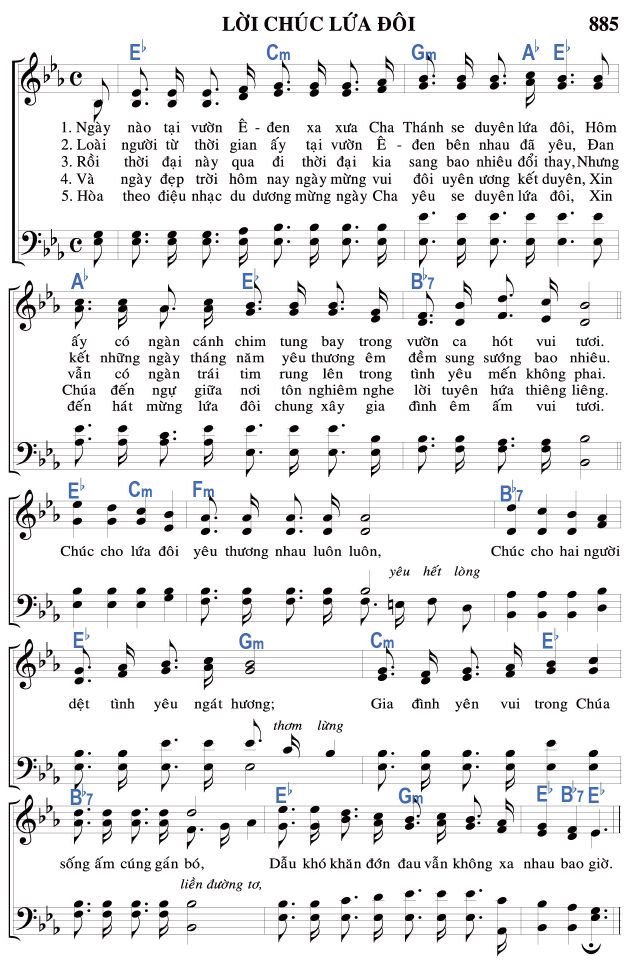 LỜI CHÚC LỨA ĐÔI 885
E♭ Cm Gm A♭ E♭
1. Ngày nào tại vườn Ê - đen xa xưa Cha Thánh se duyên lứa đôi, Hôm
2. Loài người từ thời gian ấy tại vườn Ê - đen bên nhau đã yêu, Đan
3. Rồi thời đại này qua đi thời đại kia sang bao nhiêu đổi thay, Nhưng
4. Và ngày đẹp trời hôm nay ngày mừng vui đôi uyên ương kết duyên, Xin
5. Hòa theo điệu nhạc du dương mừng ngày Cha yêu se duyên lứa đôi, Xin
A♭ E♭ B♭7
ấy có ngàn cánh chim tung bay trong vườn ca hót vui tươi.
kết những ngày tháng năm yêu thương êm đềm sung sướng bao nhiêu.
vẫn có ngàn trái tim rung lên trong tình yêu mến không phai.
Chúa đến ngự giữa nơi tôn nghiêm nghe lời tuyên hứa thiêng liêng.
đến hát mừng lứa đôi chung xây gia đình êm ấm vui tươi.
E♭ Cm Fm B♭7
Chúc cho lứa đôi yêu thương nhau luôn luôn, Chúc cho hai người
yêu hết lòng
E♭ Gm Cm E♭
dệt tình yêu ngát hương; Gia đình yên vui trong Chúa
thơm lừng
B♭7 E♭ Gm E♭ B♭7 E♭
sống ấm cúng gắn bó, Dẫu khó khăn đớn đau vẫn không xa nhau bao giờ.
liền đường tơ,